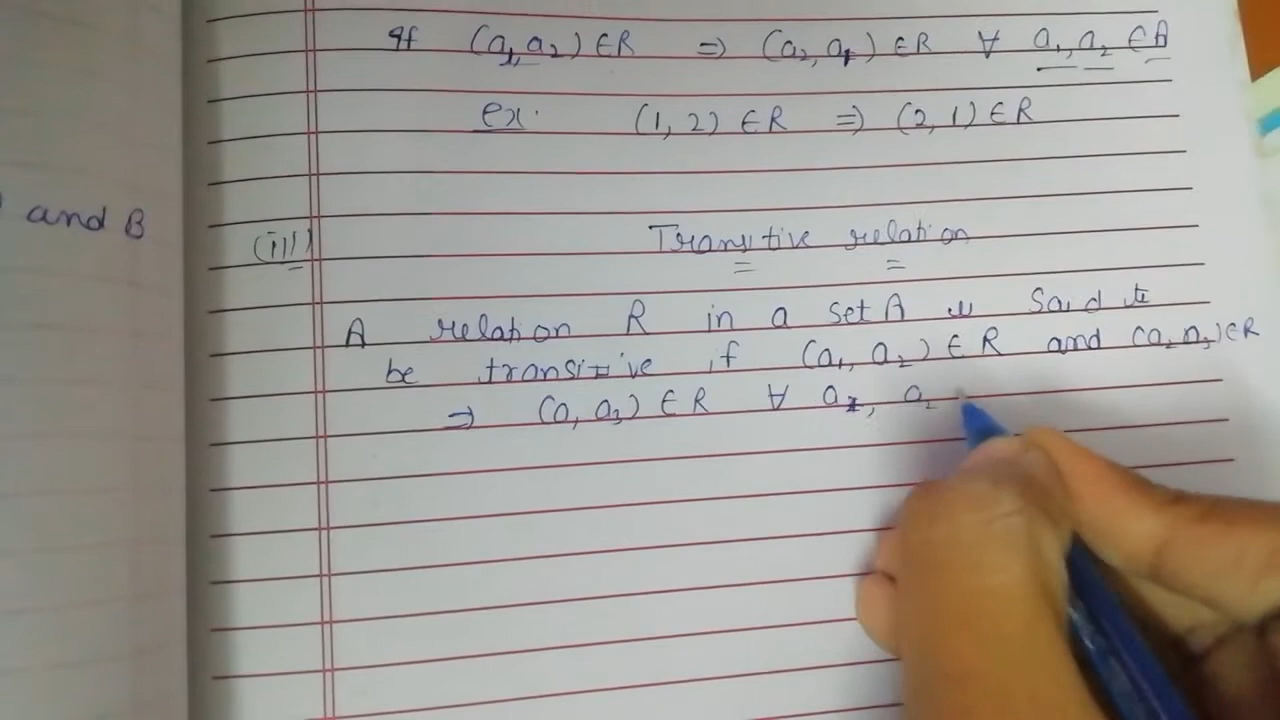 If (a₁, a₂) ∈ R ⇒ (a₂, a₁) ∈ R ∀ a₁, a₂ ∈ A
ex. (1, 2) ∈ R ⇒ (2, 1) ∈ R
and B
(iii) Transitive relation
A relation R in a set A is said to
be transitive if (a₁, a₂) ∈ R and (a₂, a₃) ∈ R
⇒ (a₁, a₃) ∈ R ∀ a₁, a₂